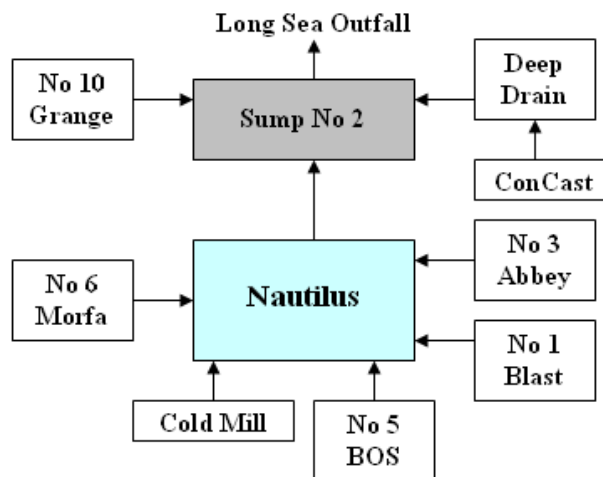 Long Sea Outfall
No 10
Grange
Sump No 2
Deep
Drain
ConCast
No 6
Morfa
Nautilus
No 3
Abbey
No 1
Blast
Cold Mill
No 5
BOS